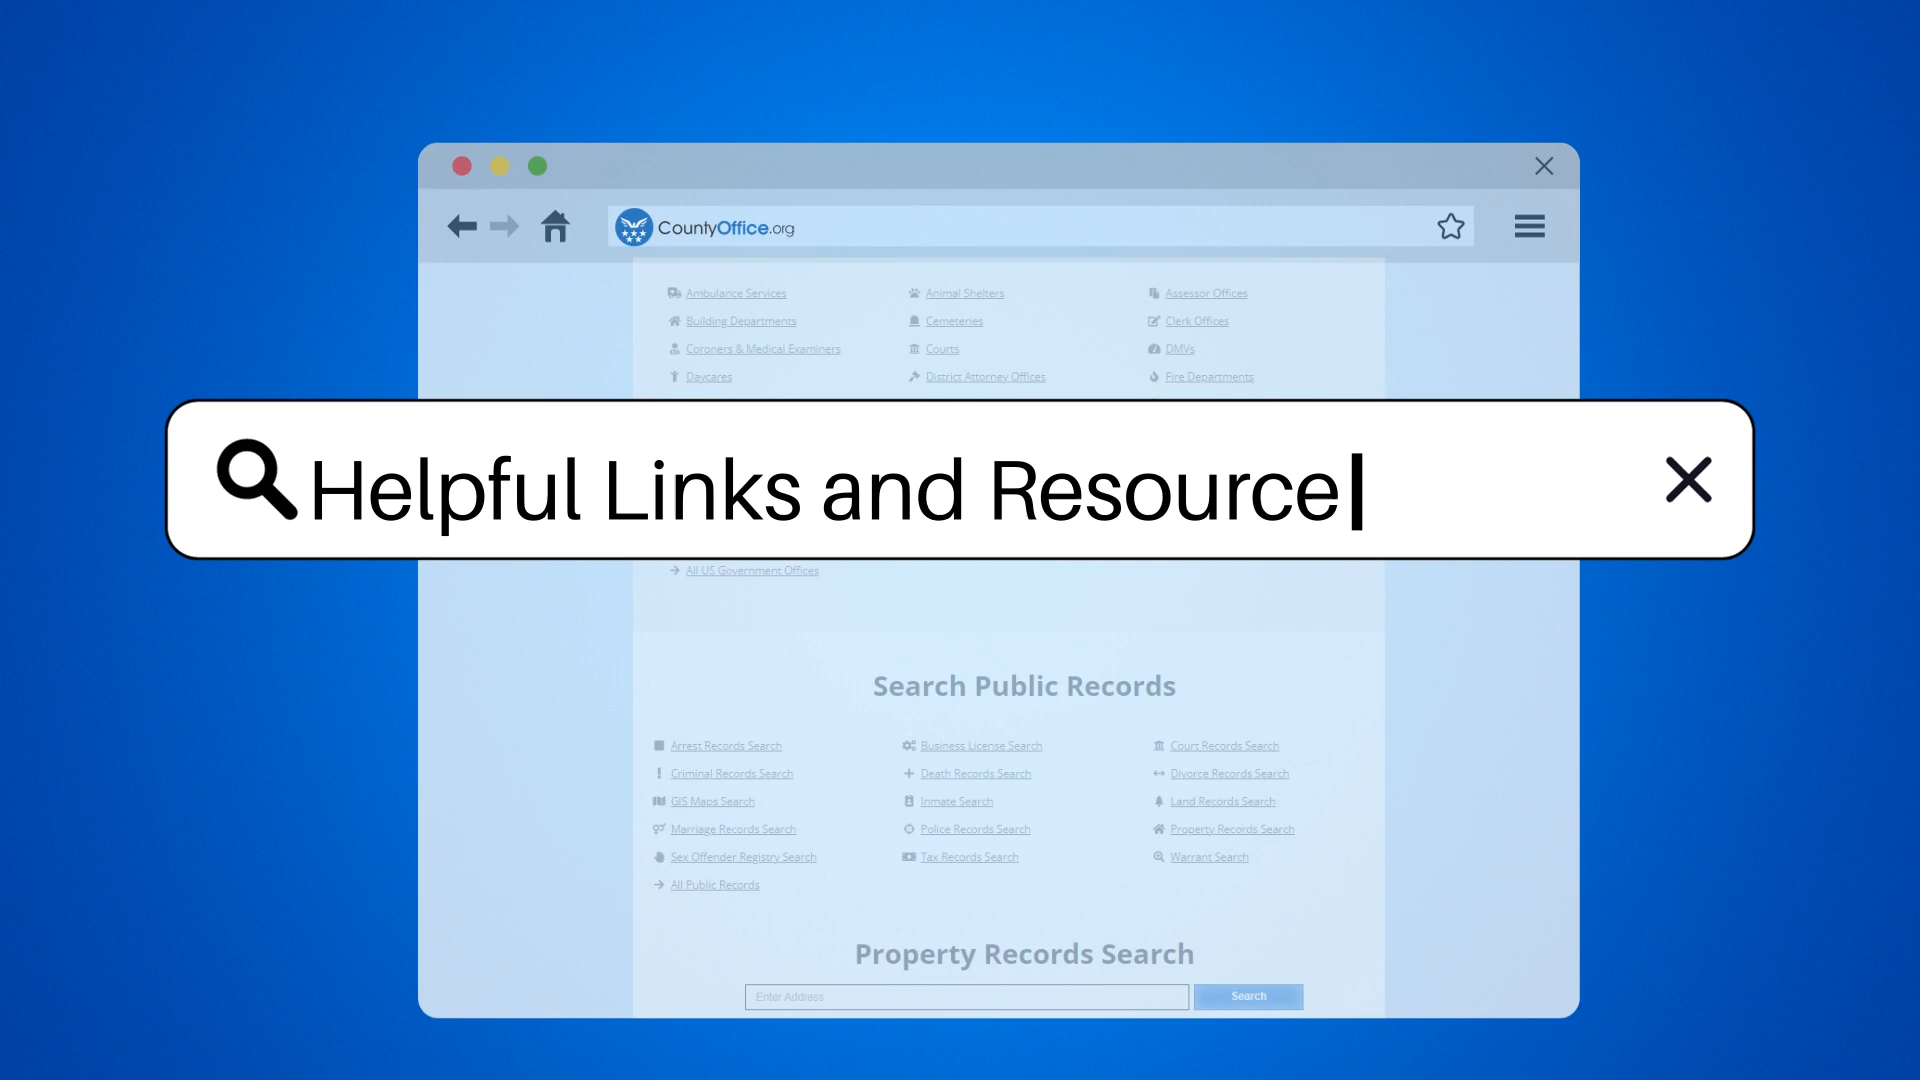 CountyOffice.org
Ambulance Services Animal Shelters Assessor Offices
Building Departments Cemeteries Clerk Offices
Coroners & Medical Examiners Courts DMVs
Daycares District Attorney Offices Fire Departments
Helpful Links and Resource
All US Government Offices
Search Public Records
Arrest Records Search Business License Search Court Records Search
Criminal Records Search Death Records Search Divorce Records Search
GIS Maps Search Inmate Search Land Records Search
Marriage Records Search Police Records Search Property Records Search
Sex Offender Registry Search Tax Records Search Warrant Search
All Public Records
Property Records Search
Enter Address Search